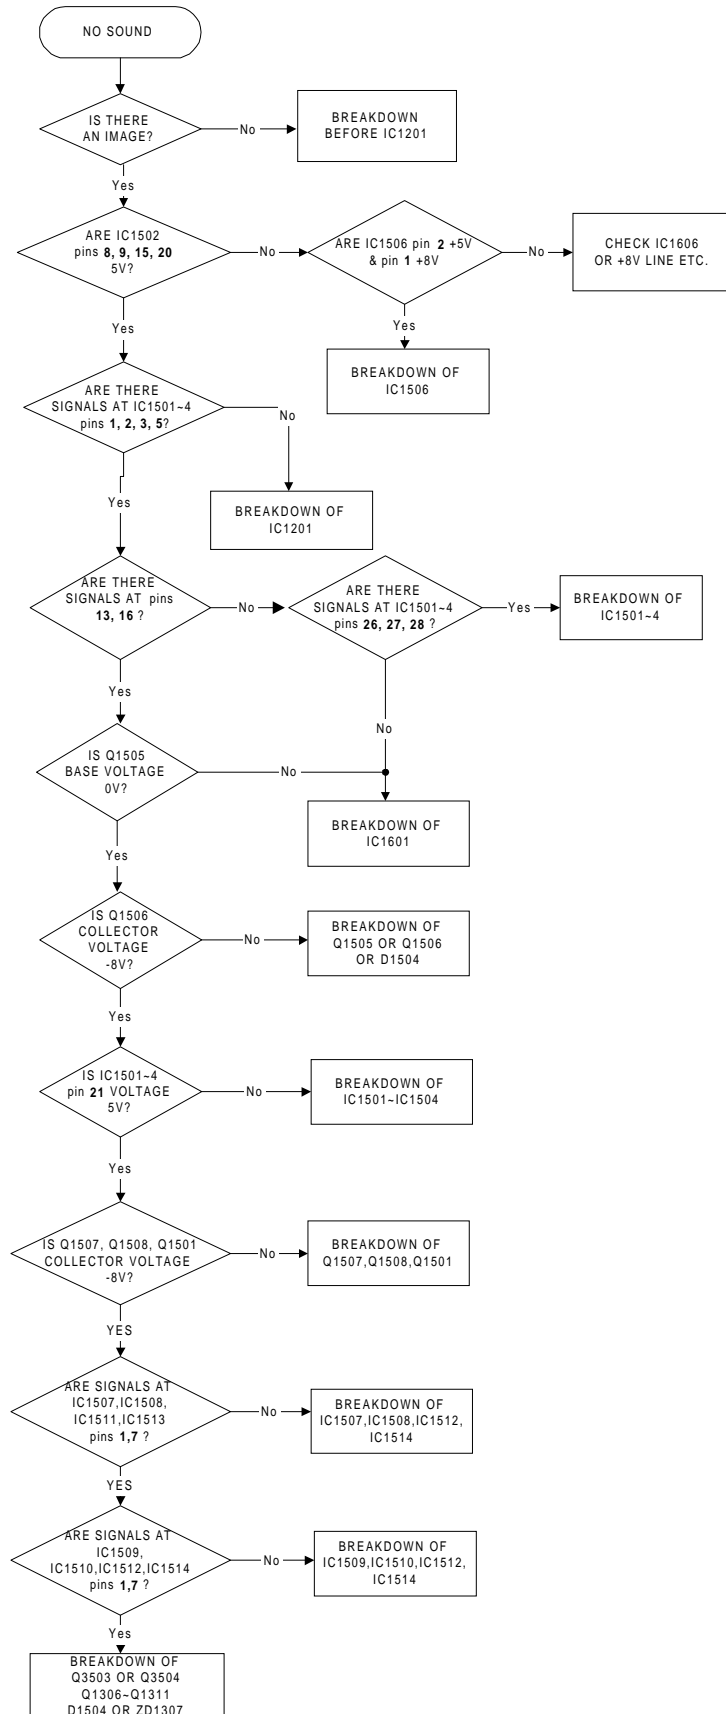 NO SOUND
IS THERE
AN IMAGE?
No
BREAKDOWN
BEFORE IC1201
Yes
ARE IC1502
pins 8, 9, 15, 20
5V?
No
ARE IC1506 pin 2 +5V
& pin 1 +8V
No
CHECK IC1606
OR +8V LINE ETC.
Yes
Yes
BREAKDOWN OF
IC1506
ARE THERE
SIGNALS AT IC1501~4
pins 1, 2, 3, 5?
No
Yes
BREAKDOWN OF
IC1201
ARE THERE
SIGNALS AT pins
13, 16 ?
No
ARE THERE
SIGNALS AT IC1501~4
pins 26, 27, 28 ?
Yes
BREAKDOWN OF
IC1501~4
Yes
No
IS Q1505
BASE VOLTAGE
0V?
No
BREAKDOWN OF
IC1601
Yes
IS Q1506
COLLECTOR
VOLTAGE
-8V?
No
BREAKDOWN OF
Q1505 OR Q1506
OR D1504
Yes
IS IC1501~4
pin 21 VOLTAGE
5V?
No
BREAKDOWN OF
IC1501~IC1504
Yes
IS Q1507, Q1508, Q1501
COLLECTOR VOLTAGE
-8V?
No
BREAKDOWN OF
Q1507,Q1508,Q1501
YES
ARE SIGNALS AT
IC1507,IC1508,
IC1511,IC1513
pins 1,7 ?
No
BREAKDOWN OF
IC1507,IC1508,IC1512,
IC1514
YES
ARE SIGNALS AT
IC1509,
IC1510,IC1512,IC1514
pins 1,7 ?
No
BREAKDOWN OF
IC1509,IC1510,IC1512,
IC1514
Yes
BREAKDOWN OF
Q3503 OR Q3504
Q1306~Q1311
D1504 OR ZD1307